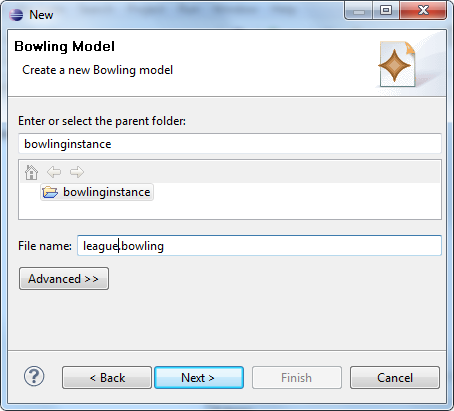 New
Bowling Model
Create a new Bowling model
Enter or select the parent folder:
bowlinginstance
bowlinginstance
File name: league.bowling
Advanced >>
? < Back Next > Finish Cancel